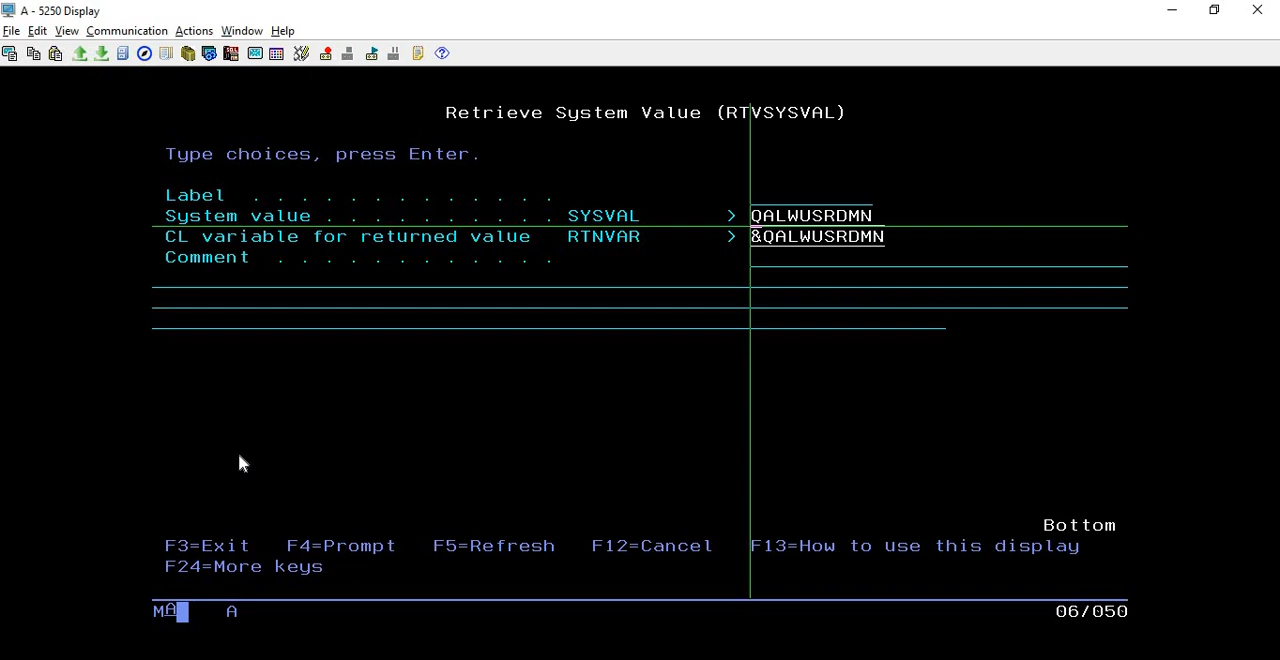 A - 5250 Display
File Edit View Communication Actions Window Help
Retrieve System Value (RTVSYSVAL)
Type choices, press Enter.
Label . . . . . . . . . . . . .
System value . . . . . . . . . . SYSVAL > QALWUSRDMN
CL variable for returned value RTNVAR > &QALWUSRDMN
Comment . . . . . . . . . . . .
Bottom
F3=Exit F4=Prompt F5=Refresh F12=Cancel F13=How to use this display
F24=More keys
MA A 06/050